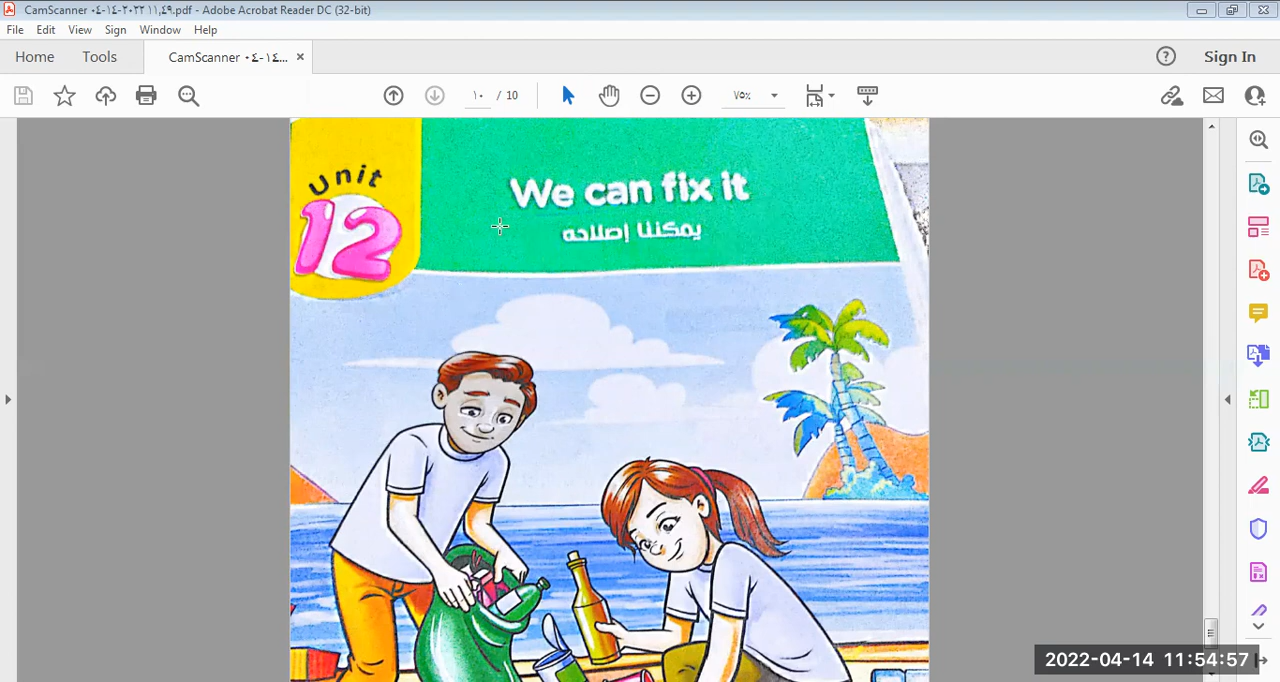 CamScanner ٠٤-١٤-٢٠٢٢ ١١,٤٩.pdf - Adobe Acrobat Reader DC (32-bit)
File Edit View Sign Window Help
Home Tools CamScanner ٠٤-١٤... × Sign In
١٠ / 10 ٧٥%
Unit
12
We can fix it
يمكننا إصلاحه
2022-04-14 11:54:57